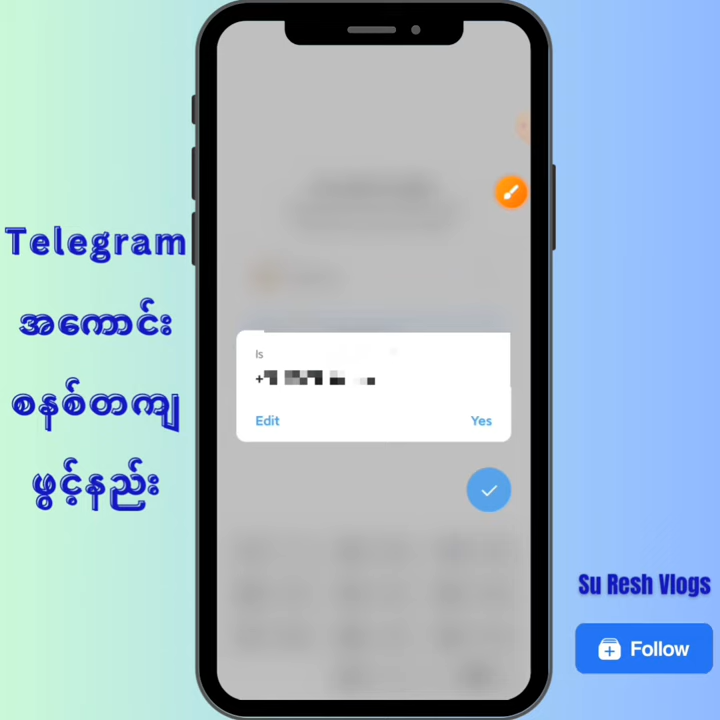 Telegram
အကောင်း
စနစ်တကျ
ဖွင့်နည်း
Is
+
Edit
Yes
Su Resh Vlogs
Follow